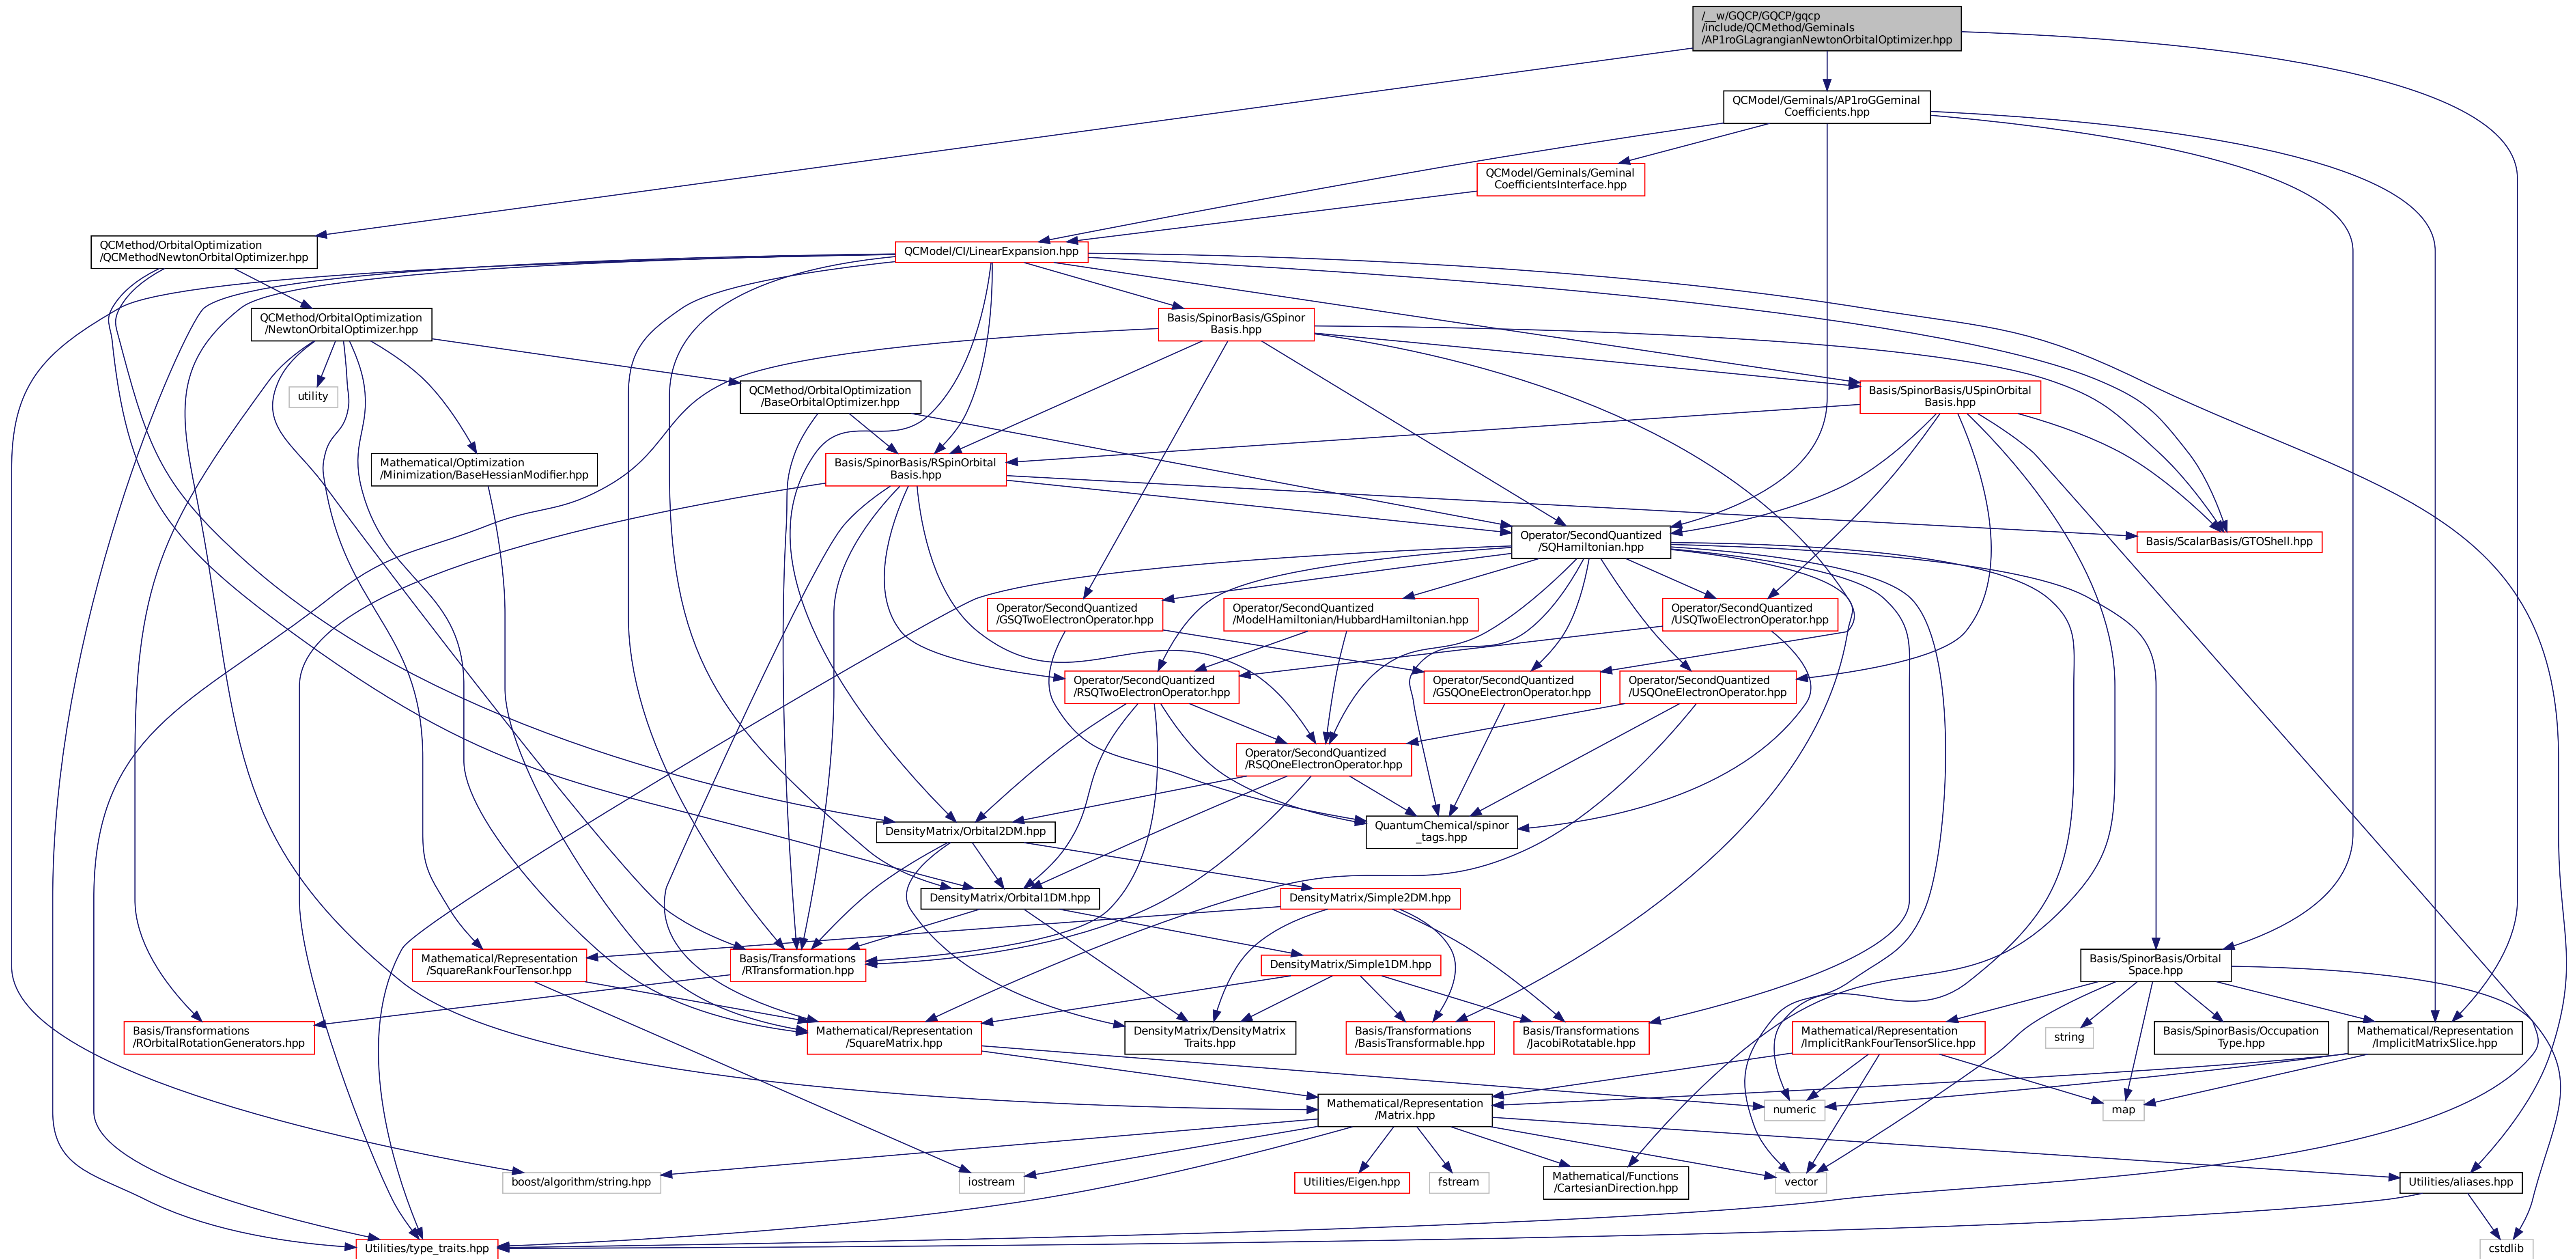 /__w/GQCP/GQCP/gqcp
/include/QCMethod/Geminals
/AP1roGLagrangianNewtonOrbitalOptimizer.hpp
QCModel/Geminals/AP1roGGeminal
Coefficients.hpp
QCModel/Geminals/Geminal
CoefficientsInterface.hpp
QCMethod/OrbitalOptimization
/QCMethodNewtonOrbitalOptimizer.hpp
QCModel/CI/LinearExpansion.hpp
QCMethod/OrbitalOptimization
/NewtonOrbitalOptimizer.hpp
Basis/SpinorBasis/GSpinor
Basis.hpp
utility
QCMethod/OrbitalOptimization
/BaseOrbitalOptimizer.hpp
Basis/SpinorBasis/USpinOrbital
Basis.hpp
Mathematical/Optimization
/Minimization/BaseHessianModifier.hpp
Basis/SpinorBasis/RSpinOrbital
Basis.hpp
Operator/SecondQuantized
/SQHamiltonian.hpp
Basis/ScalarBasis/GTOShell.hpp
Operator/SecondQuantized
/GSQTwoElectronOperator.hpp
Operator/SecondQuantized
/ModelHamiltonian/HubbardHamiltonian.hpp
Operator/SecondQuantized
/USQTwoElectronOperator.hpp
Operator/SecondQuantized
/RSQTwoElectronOperator.hpp
Operator/SecondQuantized
/GSQOneElectronOperator.hpp
Operator/SecondQuantized
/USQOneElectronOperator.hpp
Operator/SecondQuantized
/RSQOneElectronOperator.hpp
DensityMatrix/Orbital2DM.hpp
QuantumChemical/spinor
_tags.hpp
DensityMatrix/Orbital1DM.hpp
DensityMatrix/Simple2DM.hpp
Mathematical/Representation
/SquareRankFourTensor.hpp
Basis/Transformations
/RTransformation.hpp
DensityMatrix/Simple1DM.hpp
Basis/SpinorBasis/Orbital
Space.hpp
Basis/Transformations
/ROrbitalRotationGenerators.hpp
Mathematical/Representation
/SquareMatrix.hpp
DensityMatrix/DensityMatrix
Traits.hpp
Basis/Transformations
/BasisTransformable.hpp
Basis/Transformations
/JacobiRotatable.hpp
Mathematical/Representation
/ImplicitRankFourTensorSlice.hpp
string
Basis/SpinorBasis/Occupation
Type.hpp
Mathematical/Representation
/ImplicitMatrixSlice.hpp
Mathematical/Representation
/Matrix.hpp
numeric
map
boost/algorithm/string.hpp
iostream
Utilities/Eigen.hpp
fstream
Mathematical/Functions
/CartesianDirection.hpp
vector
Utilities/aliases.hpp
Utilities/type_traits.hpp
cstdlib